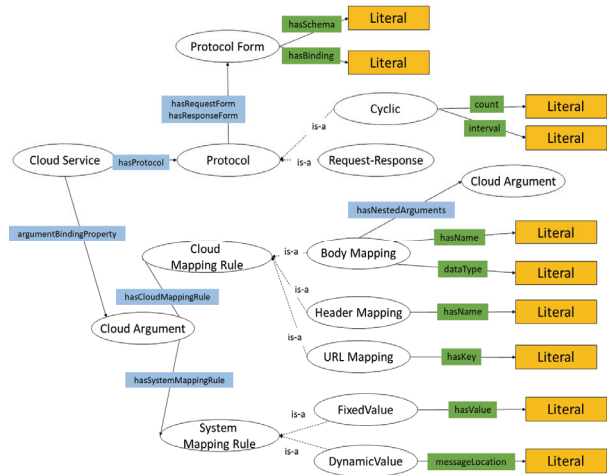 hasSchema
Literal
Protocol Form
hasBinding
Literal
hasRequestForm
hasResponseForm
Cyclic
count
Literal
interval
Literal
is-a
Cloud Service
hasProtocol
Protocol
is-a
Request-Response
Cloud Argument
hasNestedArguments
argumentBindingProperty
Cloud
Mapping Rule
is-a
Body Mapping
hasName
Literal
dataType
Literal
is-a
hasCloudMappingRule
Header Mapping
hasName
Literal
Cloud Argument
is-a
URL Mapping
hasKey
Literal
hasSystemMappingRule
is-a
FixedValue
hasValue
Literal
System
Mapping Rule
is-a
DynamicValue
messageLocation
Literal